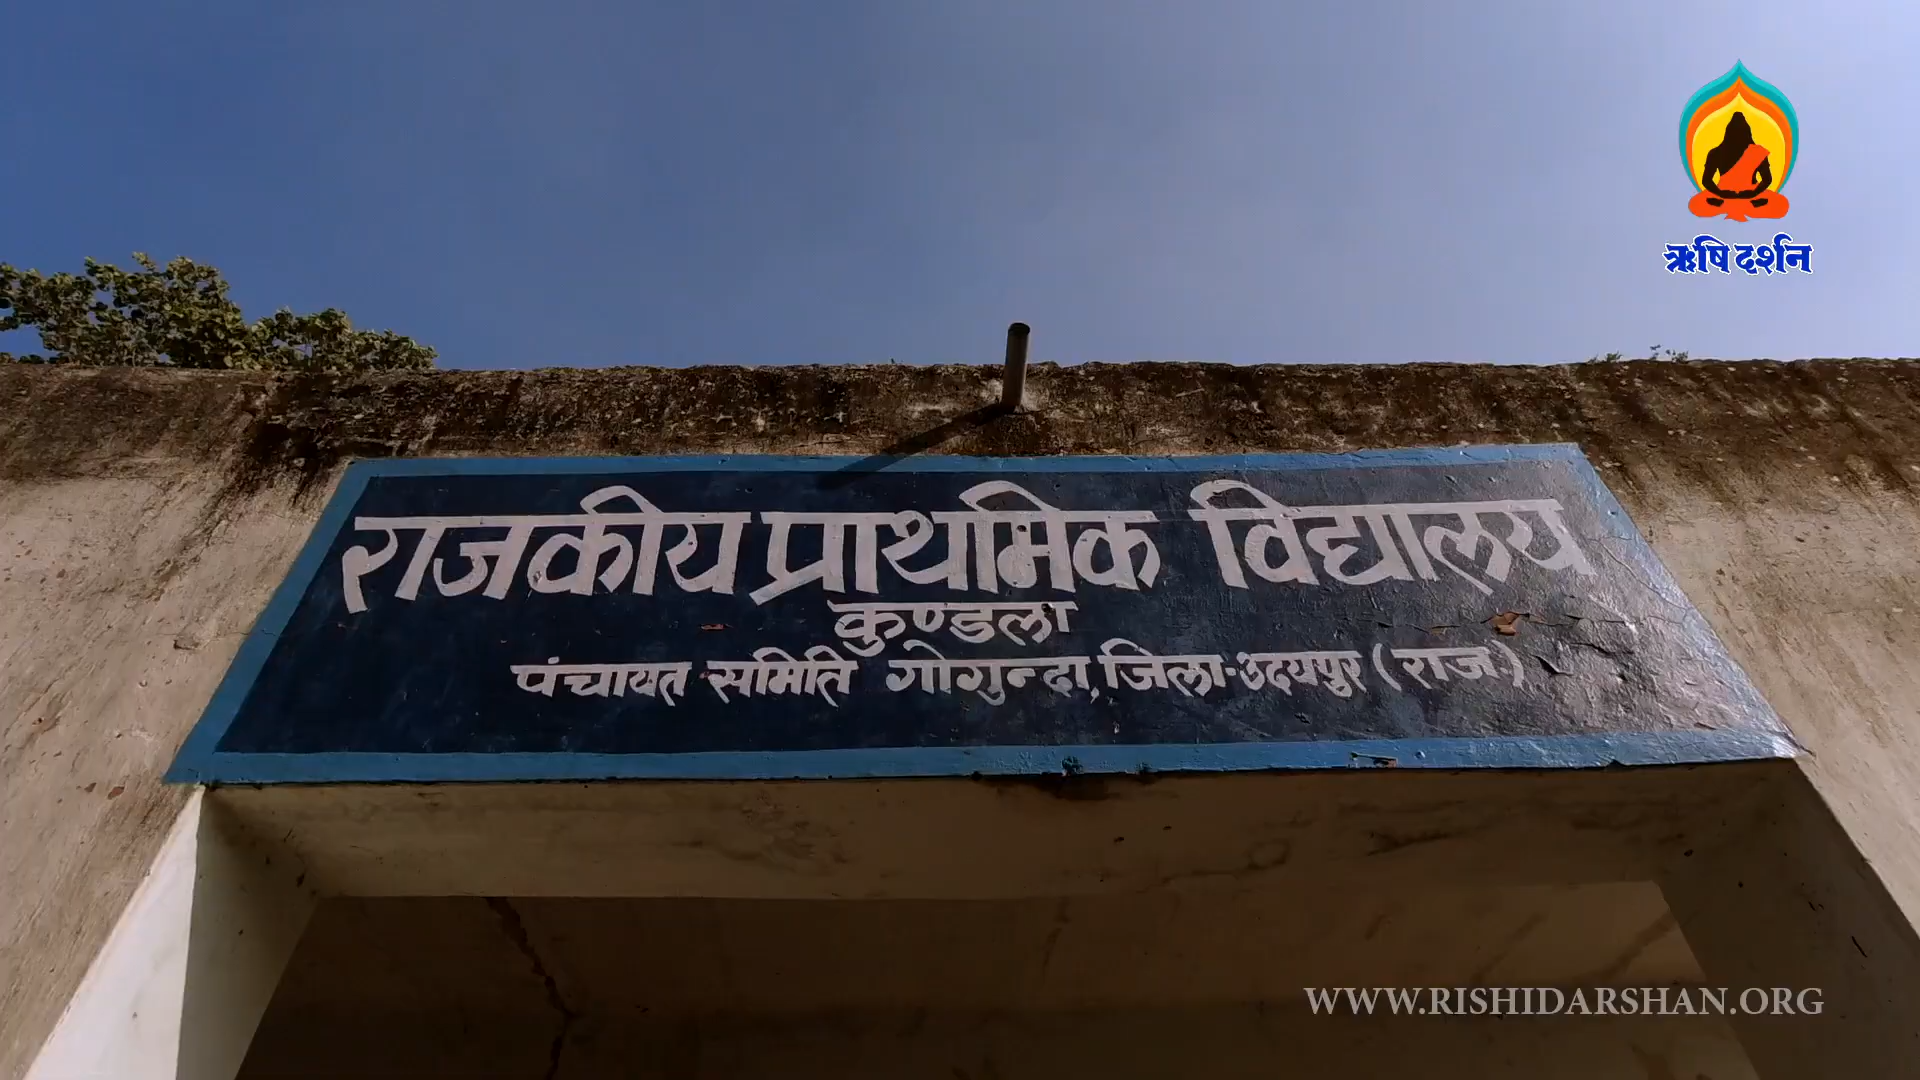 ऋषि दर्शन
राजकीय प्राथमिक विद्यालय
कुण्डला
पंचायत समिति गोगुन्दा, जिला-उदयपुर (राज.)
WWW.RISHIDARSHAN.ORG